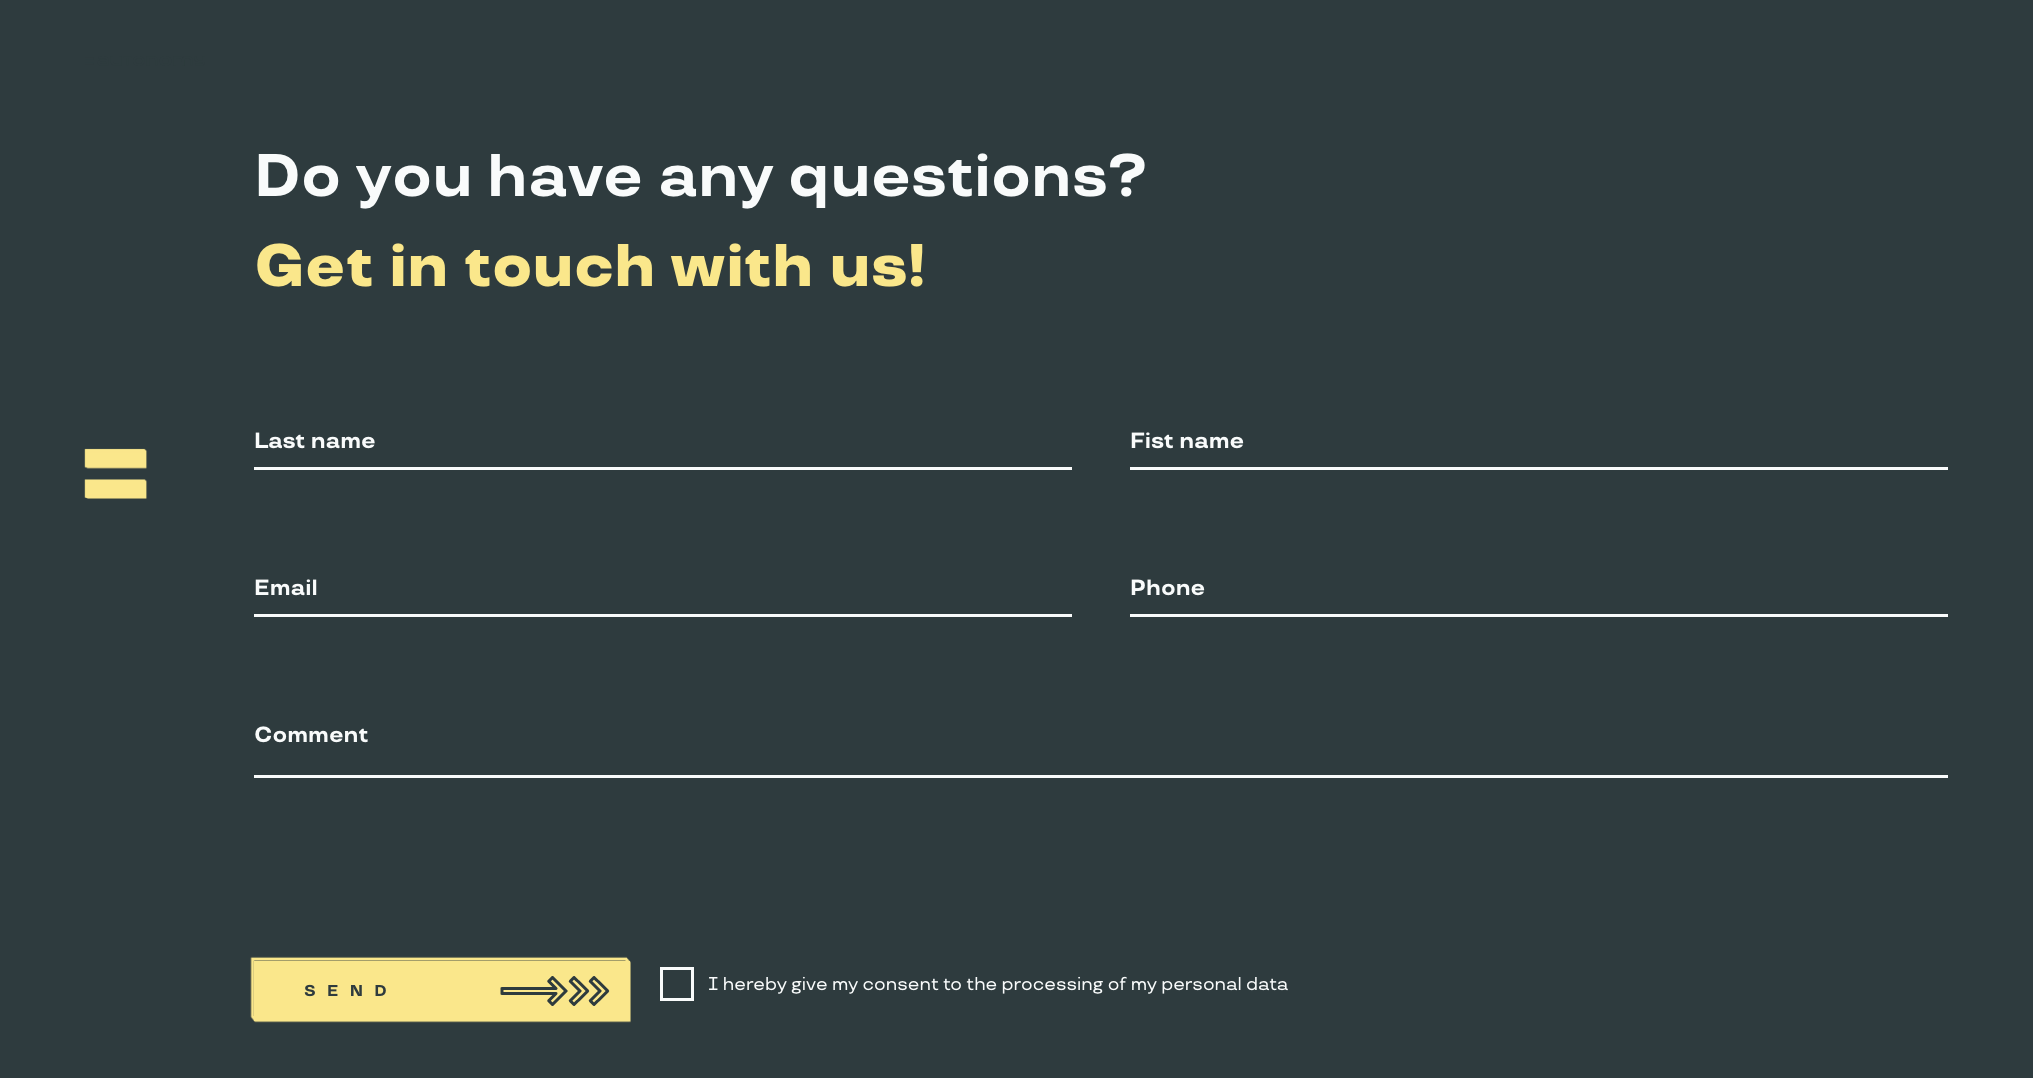 Do you have any questions?
Get in touch with us!
Last name
Fist name
Email
Phone
Comment
SEND
I hereby give my consent to the processing of my personal data